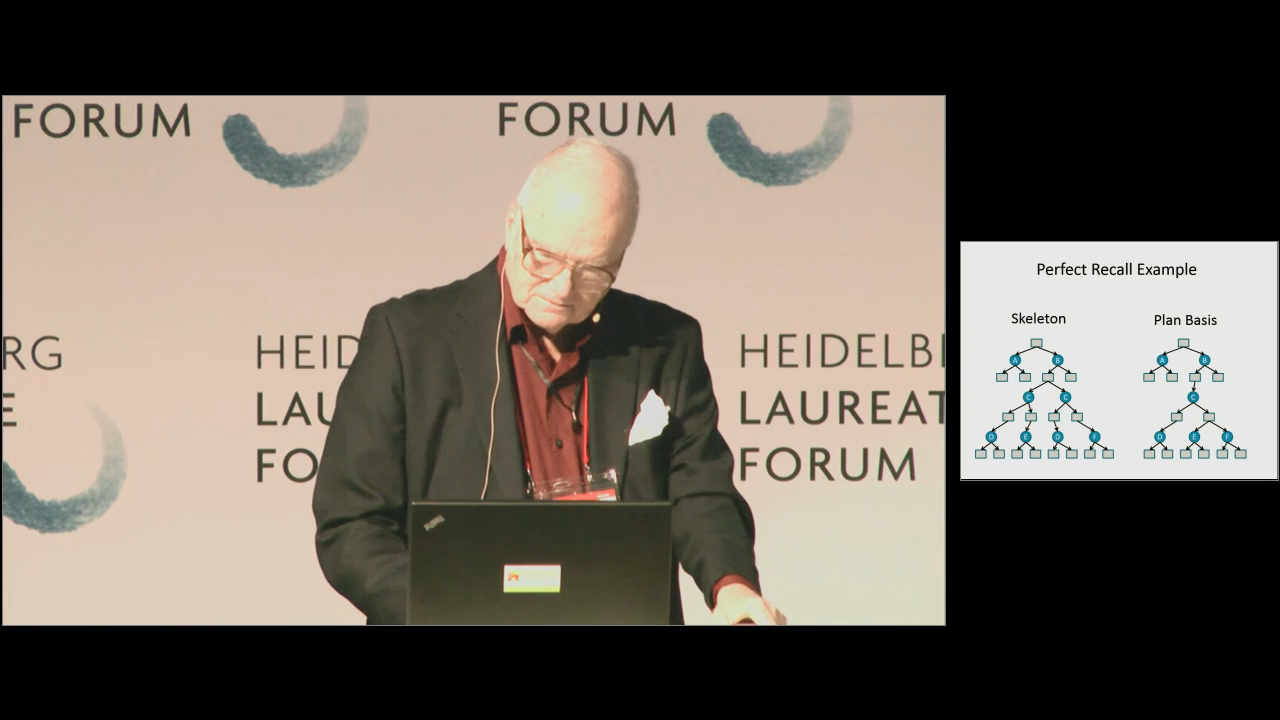 FORUM
FORUM
RG
HEID
HEIDELB
E
LAU
LAUREAT
FO
FORUM
Perfect Recall Example
Skeleton
Plan Basis
A B
A B
C C
C
D E D F
D E F